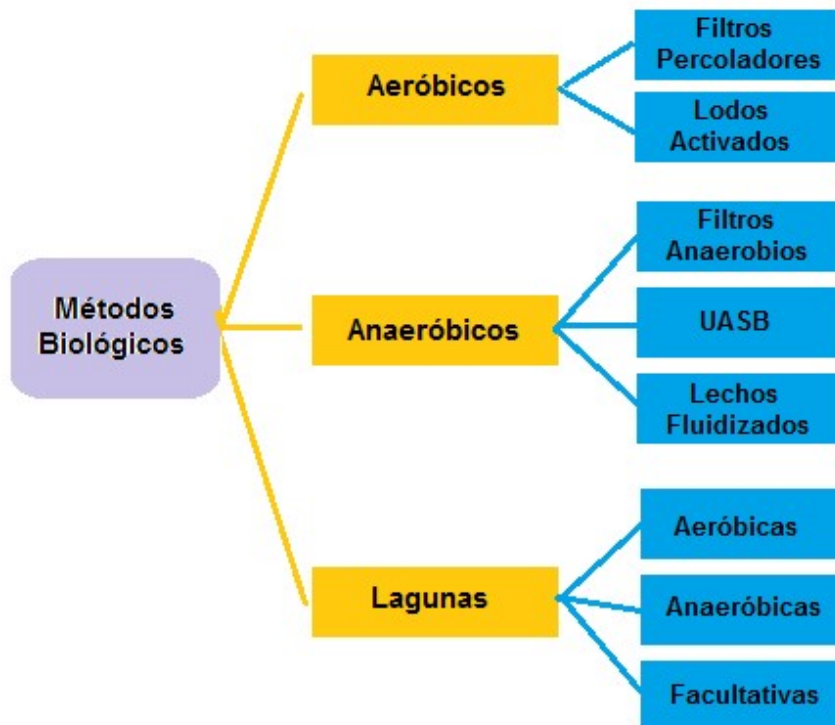 Métodos
Biológicos
Aeróbicos
Filtros
Percoladores
Lodos
Activados
Anaeróbicos
Filtros
Anaerobios
UASB
Lechos
Fluidizados
Lagunas
Aeróbicas
Anaeróbicas
Facultativas